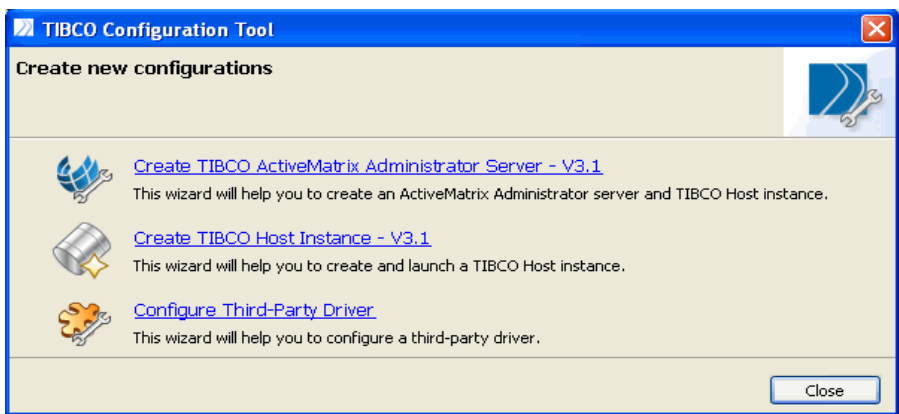 TIBCO Configuration Tool
Create new configurations
Create TIBCO ActiveMatrix Administrator Server - V3.1
This wizard will help you to create an ActiveMatrix Administrator server and TIBCO Host instance.
Create TIBCO Host Instance - V3.1
This wizard will help you to create and launch a TIBCO Host instance.
Configure Third-Party Driver
This wizard will help you to configure a third-party driver.
Close